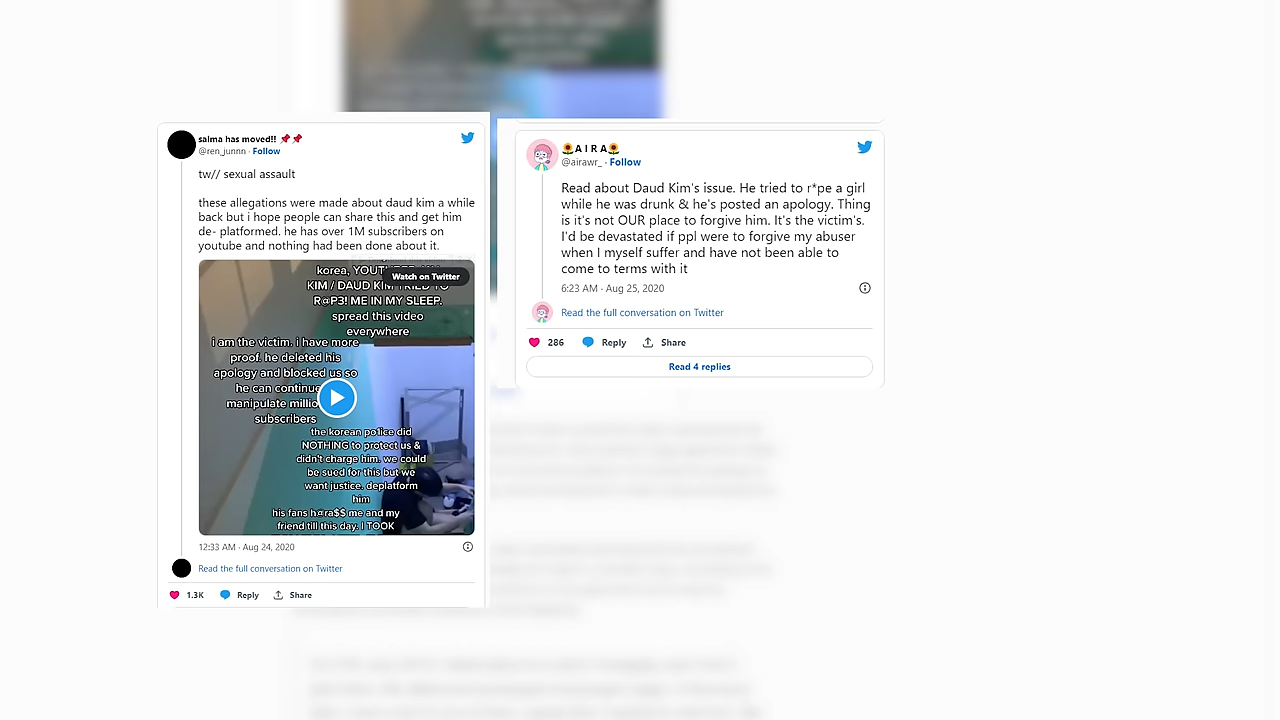 salma has moved!! 📌📌
@ren_junnn · Follow
tw// sexual assault
these allegations were made about daud kim a while
back but i hope people can share this and get him
de- platformed. he has over 1M subscribers on
youtube and nothing had been done about it.
Watch on Twitter
korea, YOUT
KIM / DAUD KIM TRIED TO
R@P3! ME IN MY SLEEP.
spread this video
everywhere
i am the victim. i have more
proof. he deleted his
apology and blocked us so
he can continue
manipulate millio
subscribers
the korean police did
NOTHING to protect us &
didn't charge him. we could
be sued for this but we
want justice. deplatform
him
his fans h@ra$$ me and my
friend till this day. I TOOK
12:33 AM · Aug 24, 2020
Read the full conversation on Twitter
1.3K Reply Share
🌻A I R A🌻
@airawr_ · Follow
Read about Daud Kim's issue. He tried to r*pe a girl
while he was drunk & he's posted an apology. Thing
is it's not OUR place to forgive him. It's the victim's.
I'd be devastated if ppl were to forgive my abuser
when I myself suffer and have not been able to
come to terms with it
6:23 AM · Aug 25, 2020
Read the full conversation on Twitter
286 Reply Share
Read 4 replies